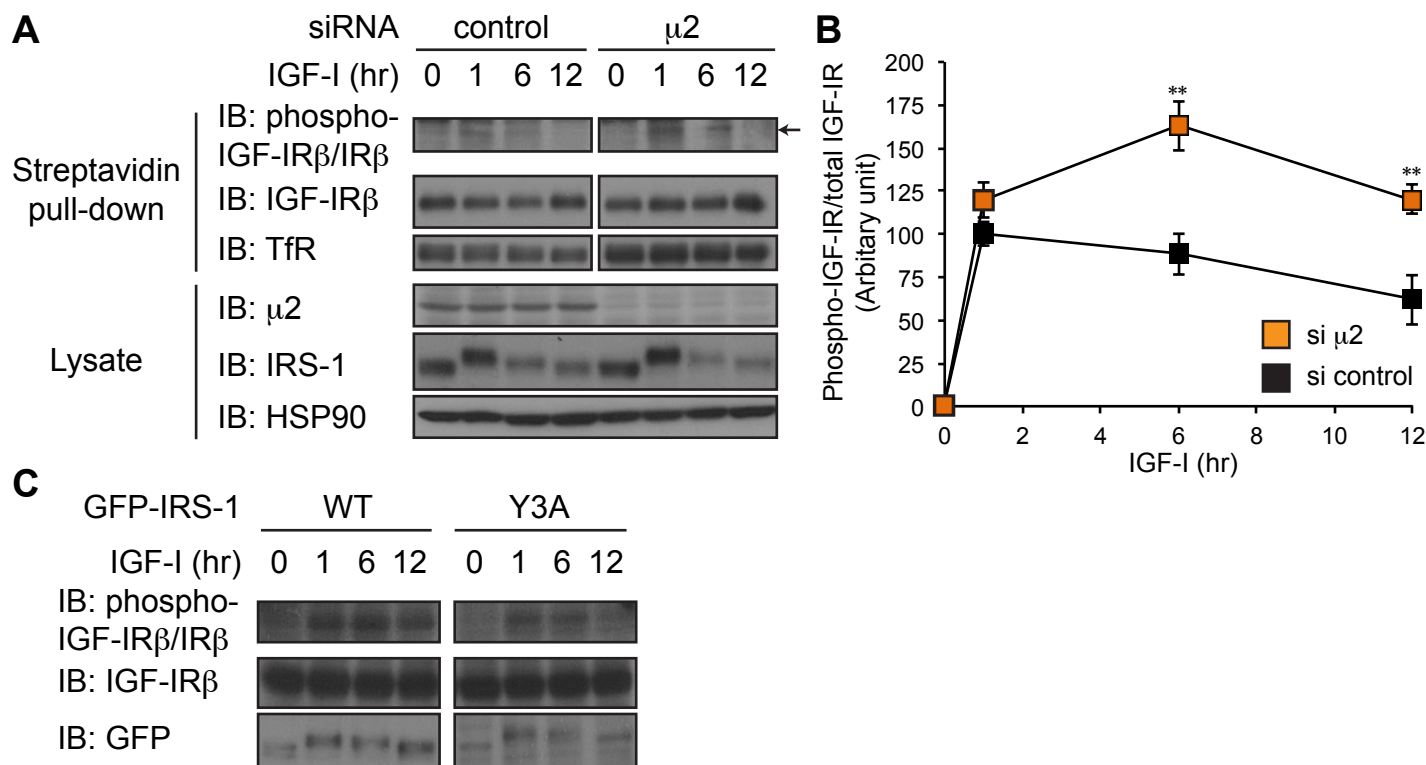 A
siRNA control μ2
IGF-I (hr) 0 1 6 12 0 1 6 12
Streptavidin
pull-down
IB: phospho-
IGF-IRβ/IRβ
IB: IGF-IRβ
IB: TfR
Lysate
IB: μ2
IB: IRS-1
IB: HSP90
B
Phospho-IGF-IR/total IGF-IR
(Arbitary unit)
200
175
150
125
100
75
50
25
0
**
**
si μ2
si control
0 2 4 6 8 10 12
IGF-I (hr)
C
GFP-IRS-1 WT Y3A
IGF-I (hr) 0 1 6 12 0 1 6 12
IB: phospho-
IGF-IRβ/IRβ
IB: IGF-IRβ
IB: GFP